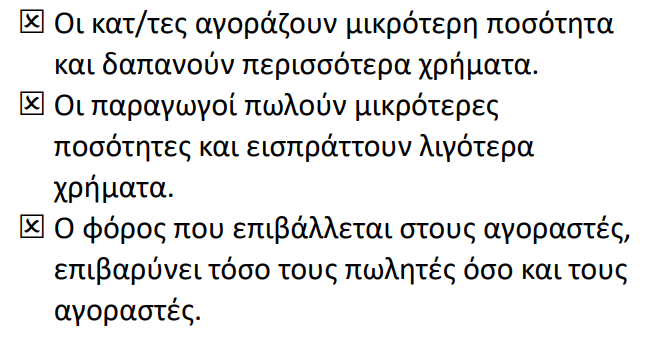 ☒ Οι κατ/τες αγοράζουν μικρότερη ποσότητα
και δαπανούν περισσότερα χρήματα.
☒ Οι παραγωγοί πωλούν μικρότερες
ποσότητες και εισπράττουν λιγότερα
χρήματα.
☒ Ο φόρος που επιβάλλεται στους αγοραστές,
επιβαρύνει τόσο τους πωλητές όσο και τους
αγοραστές.